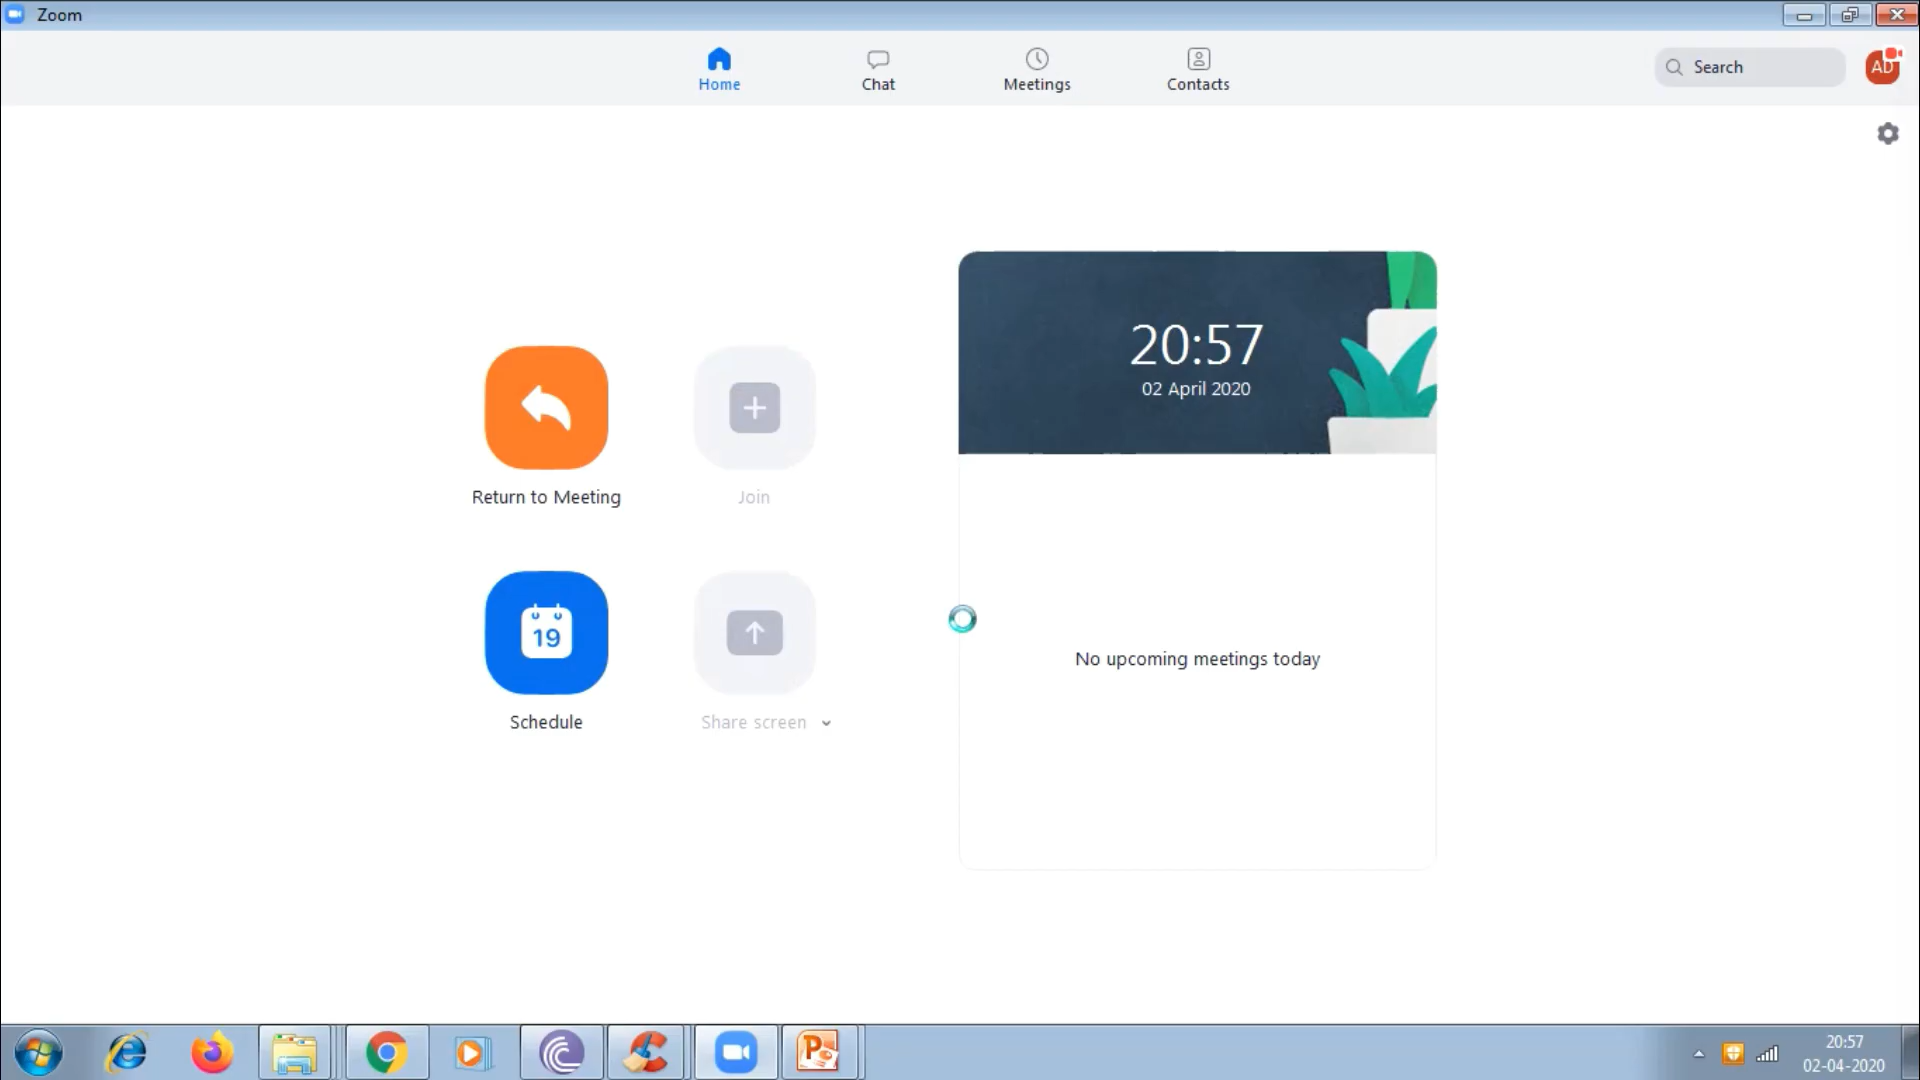 Zoom
Home
Chat
Meetings
Contacts
Search
AD
20:57
02 April 2020
Return to Meeting
Join
19
Schedule
Share screen
No upcoming meetings today
20:57
02-04-2020